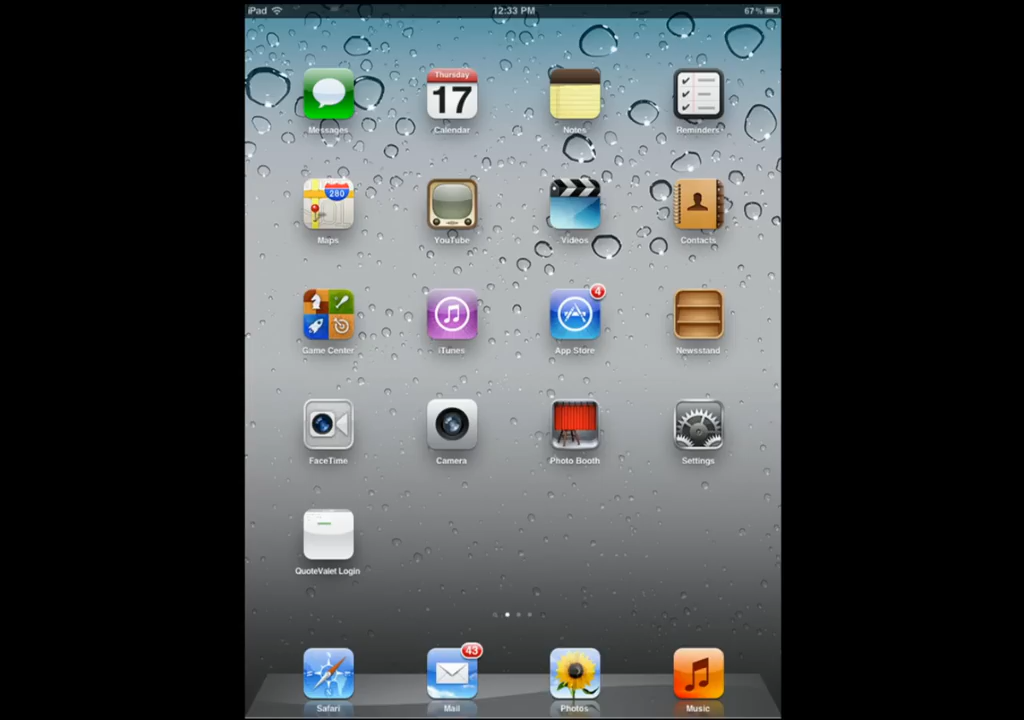 iPad 12:33 PM 67%
Thursday
17
Messages Calendar Notes Reminders
280
Maps YouTube Videos Contacts
4
Game Center iTunes App Store Newsstand
FaceTime Camera Photo Booth Settings
QuoteValet Login
43
Safari Mail Photos Music